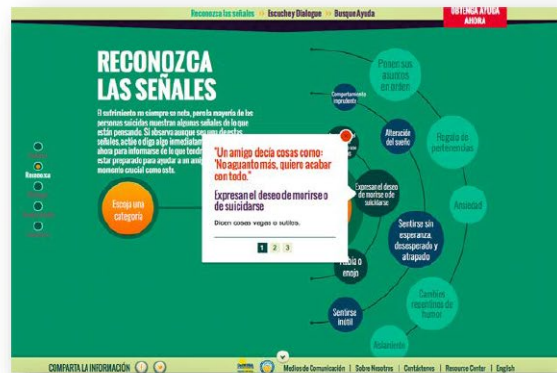 Reconozca las señales >> Escuche y Dialogue >> Busque Ayuda
OBTENGA AYUDA
AHORA
RECONOZCA
LAS SEÑALES
El sufrimiento no siempre se nota, pero la mayoría de las
personas suicidas muestran algunas señales de lo que
están pensando. Si observa aunque sea una de estas
señales, actúe o diga algo inmediatamente
ahora para informarse de lo que
estar preparado para ayudar a un
momento crucial como este.
Reconozca
Escoja una
categoría
"Un amigo decía cosas como:
'No aguanto más, quiero acabar
con todo.'"
Expresan el deseo de morirse o
de suicidarse
Dicen cosas vagas o sutiles.
1 2 3
Ponen sus
asuntos
en orden
Comportamiento
imprudente
Alteración
del sueño
Regalo de
pertenencias
Expresan el deseo
de morirse o de
suicidarse
Ansiedad
Sentirse sin
esperanza,
desesperado y
atrapado
Rabia o
enojo
Cambios
repentinos de
humor
Sentirse
inútil
Aislamiento
COMPARTA LA INFORMACIÓN
Medios de Comunicación | Sobre Nosotros | Contáctenos | Resource Center | English